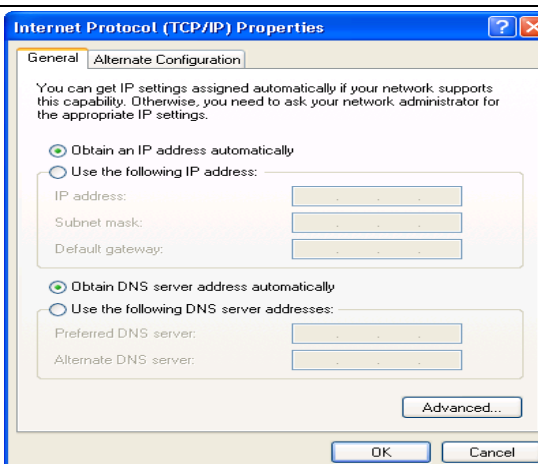 Internet Protocol (TCP/IP) Properties
General
Alternate Configuration
You can get IP settings assigned automatically if your network supports
this capability. Otherwise, you need to ask your network administrator for
the appropriate IP settings.
Obtain an IP address automatically
Use the following IP address:
IP address:
Subnet mask:
Default gateway:
Obtain DNS server address automatically
Use the following DNS server addresses:
Preferred DNS server:
Alternate DNS server:
Advanced...
OK
Cancel